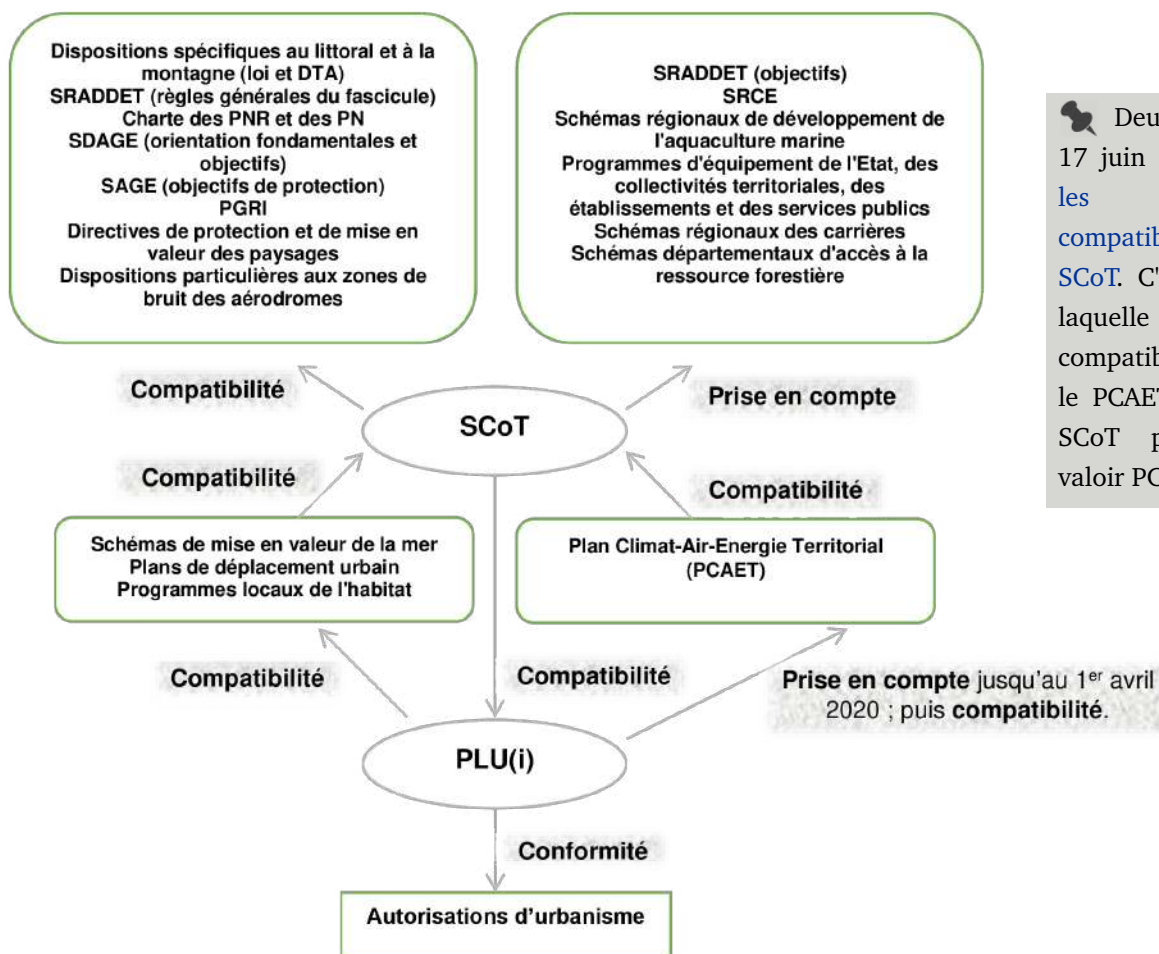 Dispositions spécifiques au littoral et à la
montagne (loi et DTA)
SRADDET (règles générales du fascicule)
Charte des PNR et des PN
SDAGE (orientation fondamentales et
objectifs)
SAGE (objectifs de protection)
PGRI
Directives de protection et de mise en
valeur des paysages
Dispositions particulières aux zones de
bruit des aérodromes
SRADDET (objectifs)
SRCE
Schémas régionaux de développement de
l'aquaculture marine
Programmes d'équipement de l'Etat, des
collectivités territoriales, des
établissements et des services publics
Schémas régionaux des carrières
Schémas départementaux d'accès à la
ressource forestière
Compatibilité
Prise en compte
SCoT
Compatibilité
Compatibilité
Schémas de mise en valeur de la mer
Plans de déplacement urbain
Programmes locaux de l'habitat
Plan Climat-Air-Energie Territorial
(PCAET)
Compatibilité
Compatibilité
Prise en compte jusqu'au 1er avril
2020 ; puis compatibilité.
PLU(i)
Conformité
Autorisations d'urbanisme
17 juin
les
SCoT. C'
laquelle
le PCAET
SCoT
valoir